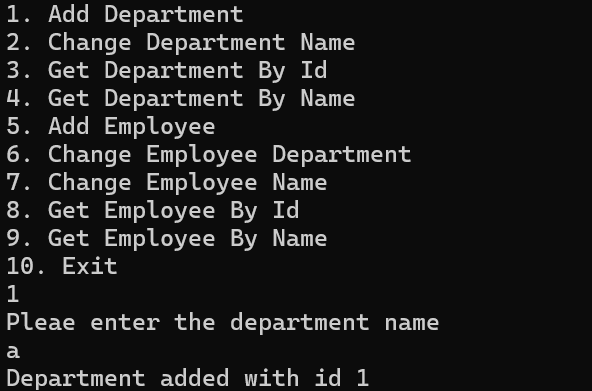 1. Add Department
2. Change Department Name
3. Get Department By Id
4. Get Department By Name
5. Add Employee
6. Change Employee Department
7. Change Employee Name
8. Get Employee By Id
9. Get Employee By Name
10. Exit
1
Pleae enter the department name
a
Department added with id 1